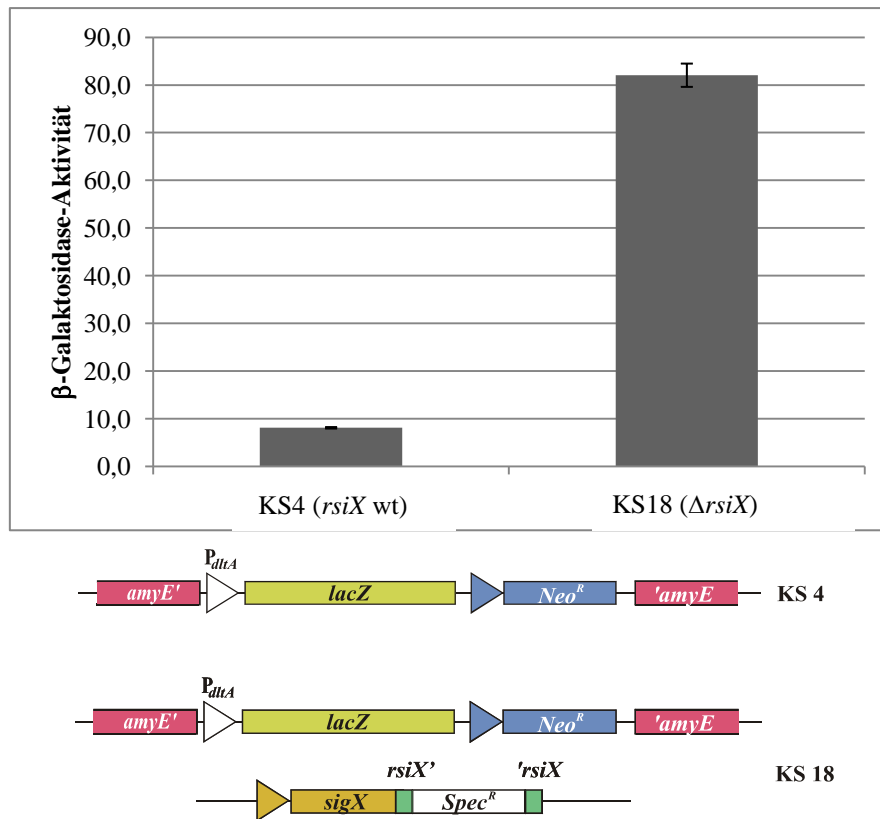 90,0
80,0
70,0
60,0
50,0
40,0
30,0
20,0
10,0
0,0
β-Galaktosidase-Aktivität
KS4 (rsiX wt)
KS18 (ΔrsiX)
PdltA
amyE'
lacZ
NeoR
'amyE
KS 4
PdltA
amyE'
lacZ
NeoR
'amyE
KS 18
rsiX’
'rsiX
sigX
SpecR